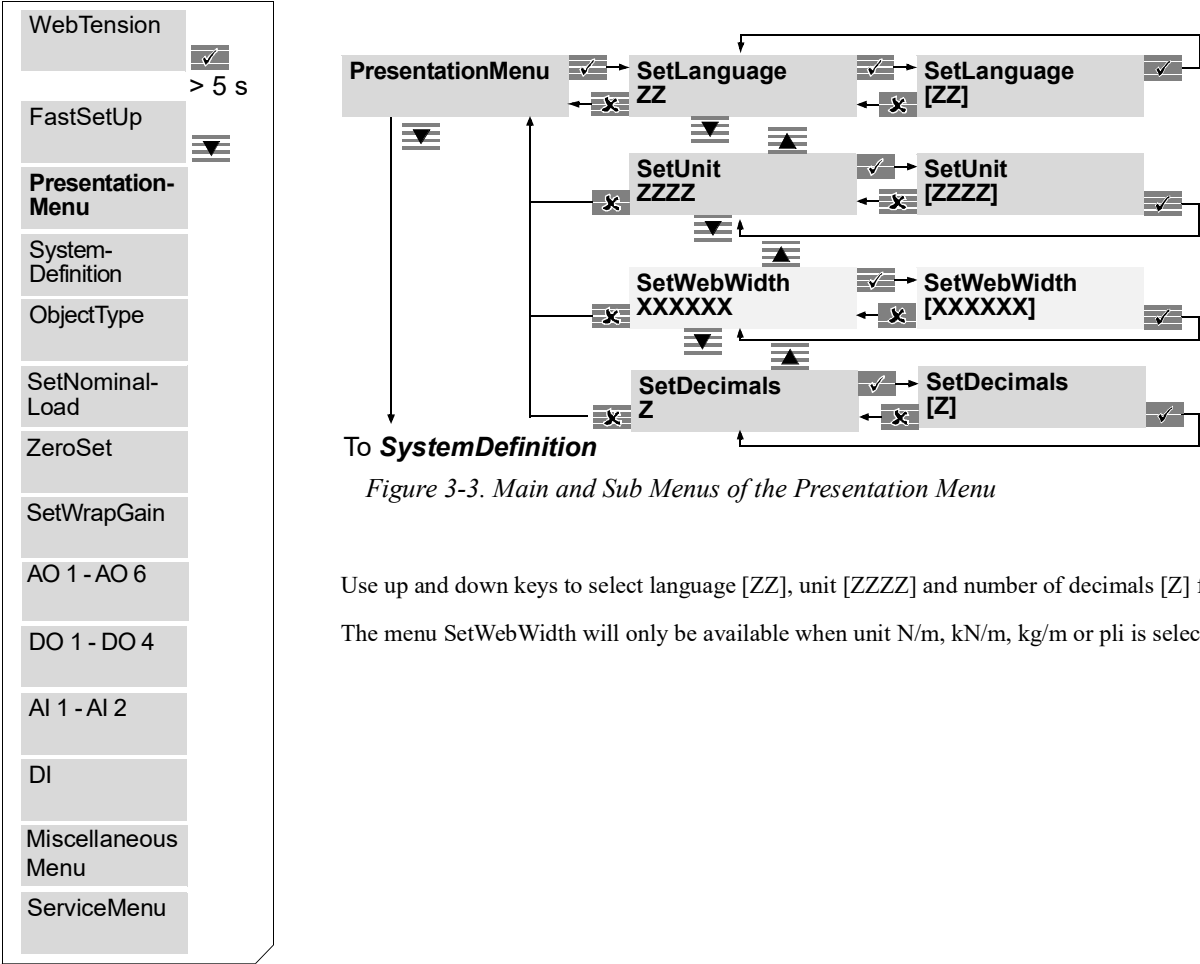 WebTension
> 5 s
FastSetUp
Presentation-
Menu
System-
Definition
ObjectType
SetNominal-
Load
ZeroSet
SetWrapGain
AO 1 - AO 6
DO 1 - DO 4
AI 1 - AI 2
DI
Miscellaneous
Menu
ServiceMenu
PresentationMenu
SetLanguage
ZZ
SetLanguage
[ZZ]
SetUnit
ZZZZ
SetUnit
[ZZZZ]
SetWebWidth
XXXXXX
SetWebWidth
[XXXXXX]
SetDecimals
Z
SetDecimals
[Z]
To SystemDefinition
Figure 3-3. Main and Sub Menus of the Presentation Menu
Use up and down keys to select language [ZZ], unit [ZZZZ] and number of decimals [Z]
The menu SetWebWidth will only be available when unit N/m, kN/m, kg/m or pli is selec